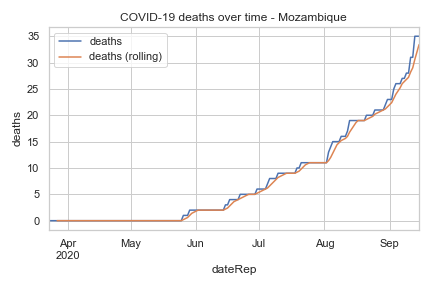 COVID-19 deaths over time - Mozambique
deaths
deaths (rolling)
35
30
25
20
15
10
5
0
deaths
Apr May Jun Jul Aug Sep
2020
dateRep